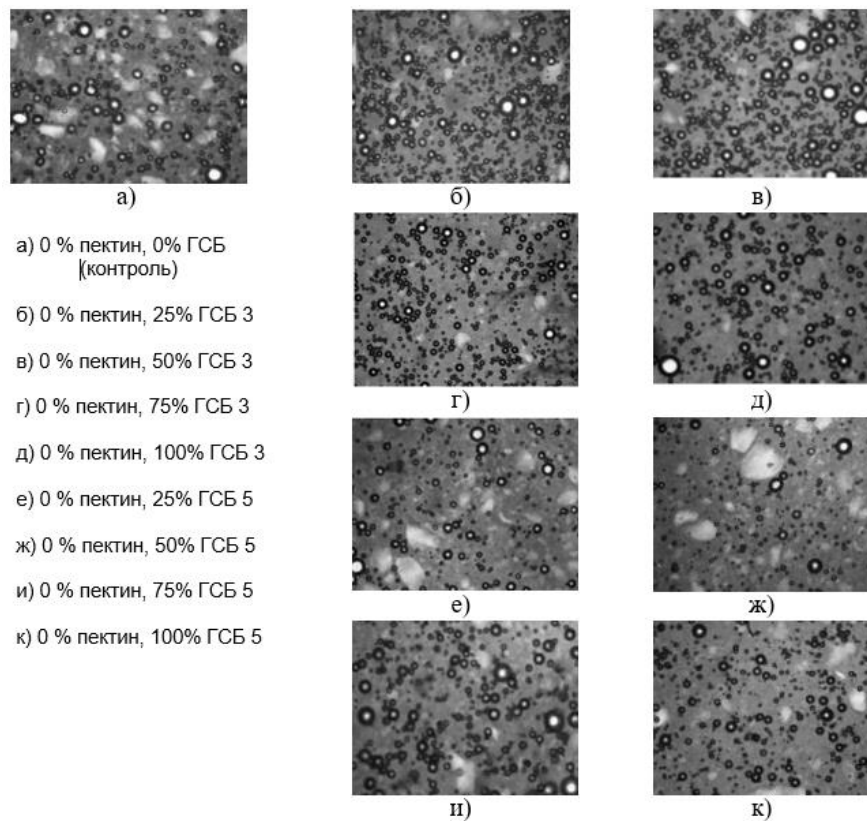 а)
б)
в)
а) 0 % пектин, 0% ГСБ
(контроль)
б) 0 % пектин, 25% ГСБ 3
в) 0 % пектин, 50% ГСБ 3
г) 0 % пектин, 75% ГСБ 3
д) 0 % пектин, 100% ГСБ 3
е) 0 % пектин, 25% ГСБ 5
ж) 0 % пектин, 50% ГСБ 5
и) 0 % пектин, 75% ГСБ 5
к) 0 % пектин, 100% ГСБ 5
г)
д)
е)
ж)
и)
к)